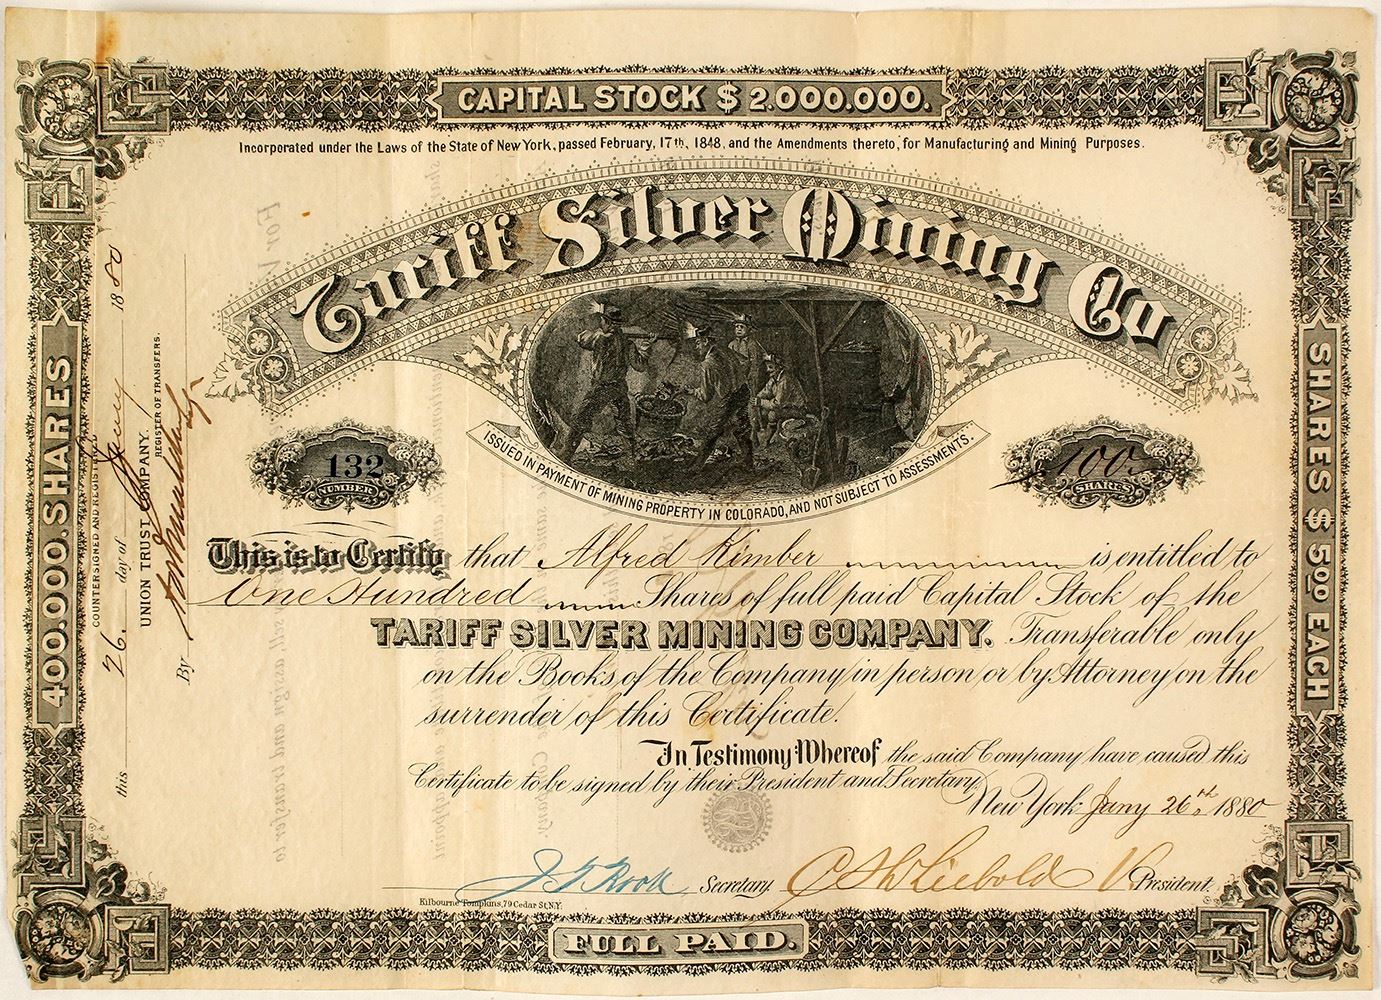 CAPITAL STOCK $2.000.000.
Incorporated under the Laws of the State of New York, passed February, 17th, 1848, and the Amendments thereto, for Manufacturing and Mining Purposes.
Tariff Silver Mining Co
ISSUED IN PAYMENT OF MINING PROPERTY IN COLORADO, AND NOT SUBJECT TO ASSESSMENTS.
132
NUMBER
100
SHARES
400.000. SHARES
COUNTERSIGNED AND REGISTERED
this 26. day of Jany 1880
UNION TRUST COMPANY.
REGISTER OF TRANSFERS.
By
SHARES $500 EACH
This is to Certify that Alfred Kimber is entitled to
One Hundred Shares of full paid Capital Stock of the
TARIFF SILVER MINING COMPANY. Transferable only
on the Books of the Company in person or by Attorney on the
surrender of this Certificate.
In Testimony Whereof the said Company have caused this
Certificate to be signed by their President and Secretary.
New York Jany 26th 1880
Secretary. V. President.
Kilbourne Tompkins, 79 Cedar St. N.Y.
FULL PAID.